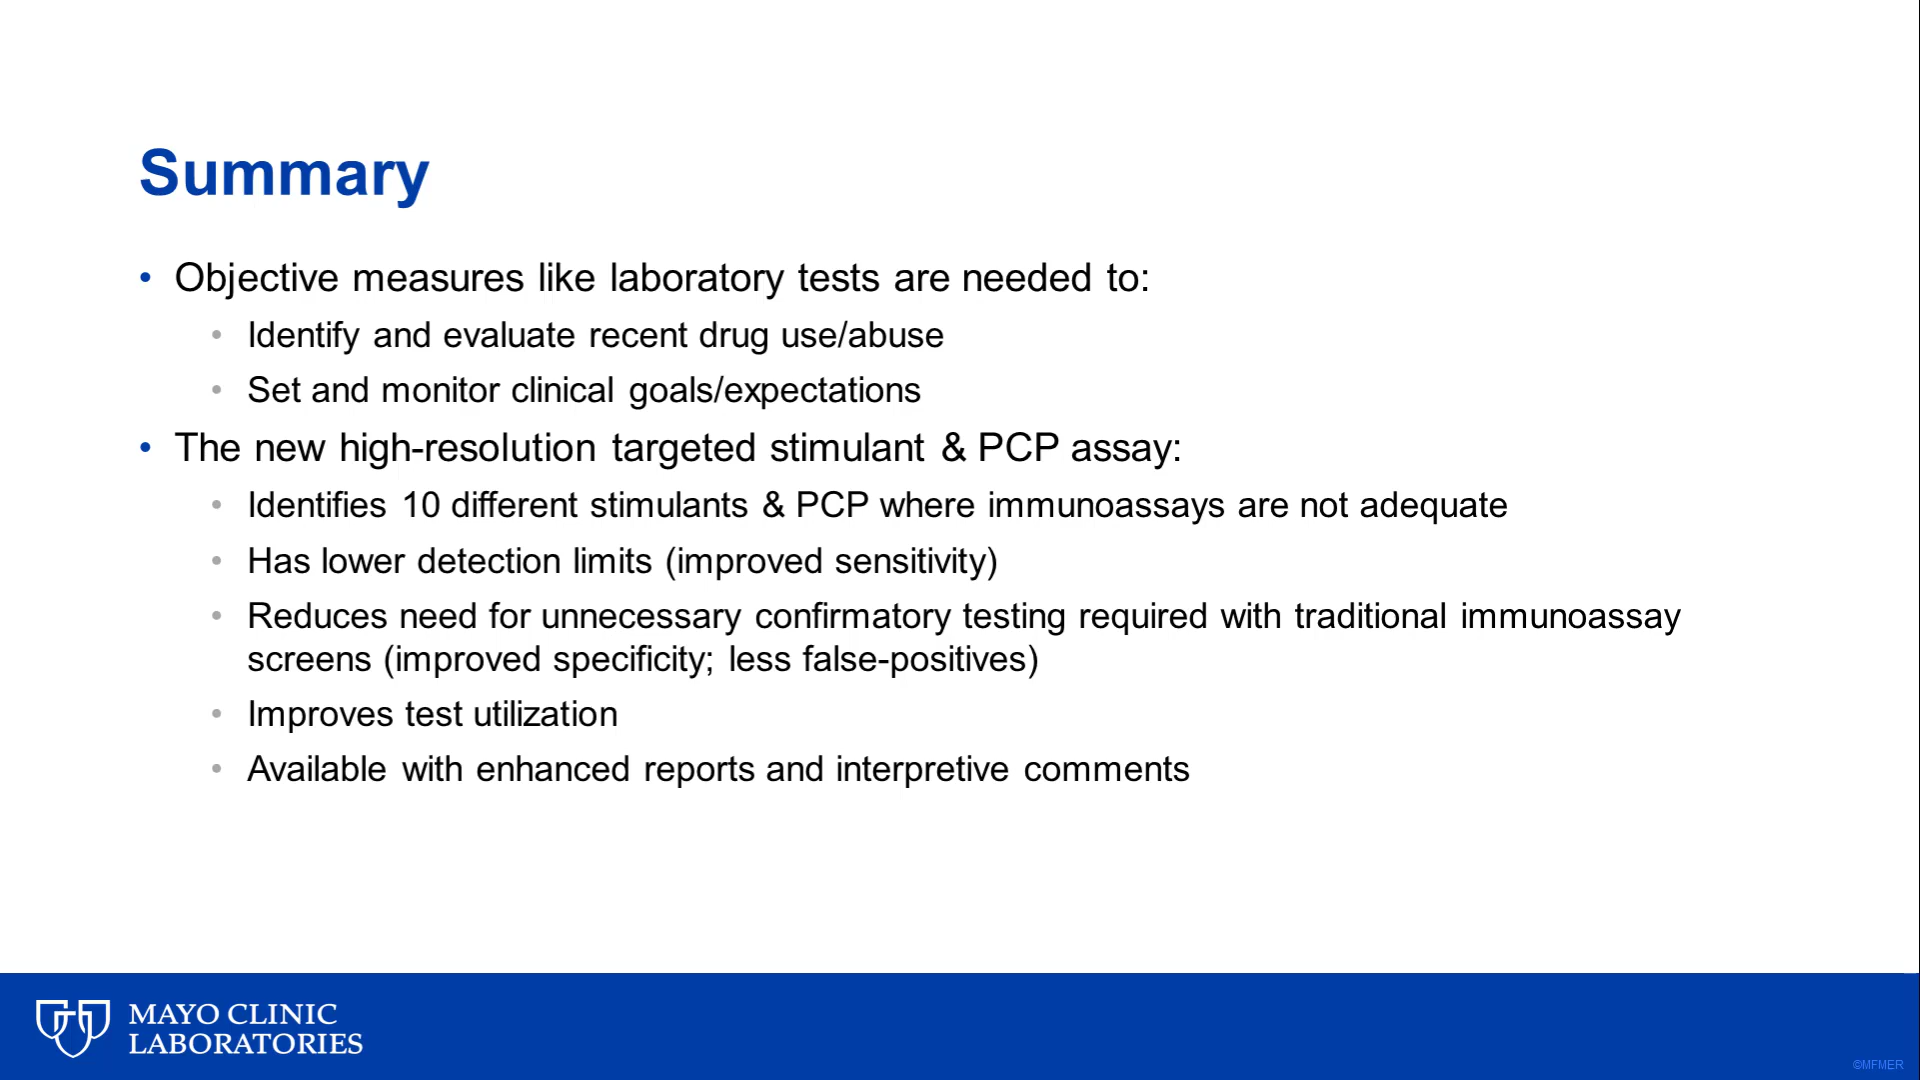 Summary
• Objective measures like laboratory tests are needed to:
• Identify and evaluate recent drug use/abuse
• Set and monitor clinical goals/expectations
• The new high-resolution targeted stimulant & PCP assay:
• Identifies 10 different stimulants & PCP where immunoassays are not adequate
• Has lower detection limits (improved sensitivity)
• Reduces need for unnecessary confirmatory testing required with traditional immunoassay
screens (improved specificity; less false-positives)
• Improves test utilization
• Available with enhanced reports and interpretive comments
MAYO CLINIC
LABORATORIES
©MFMER